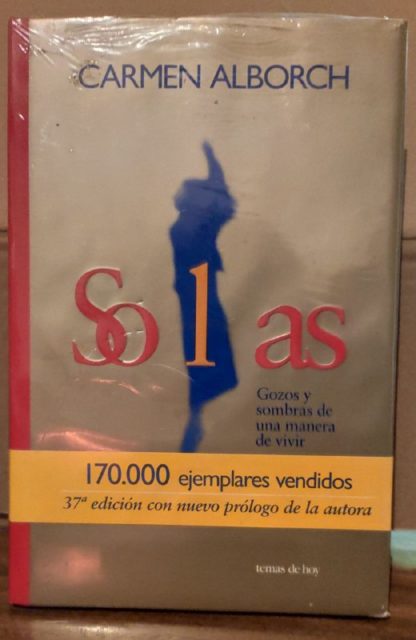 CARMEN ALBORCH
Solas
Gozos y
sombras de
una manera
de vivir
170.000 ejemplares vendidos
37ª edición con nuevo prólogo de la autora
temas de hoy